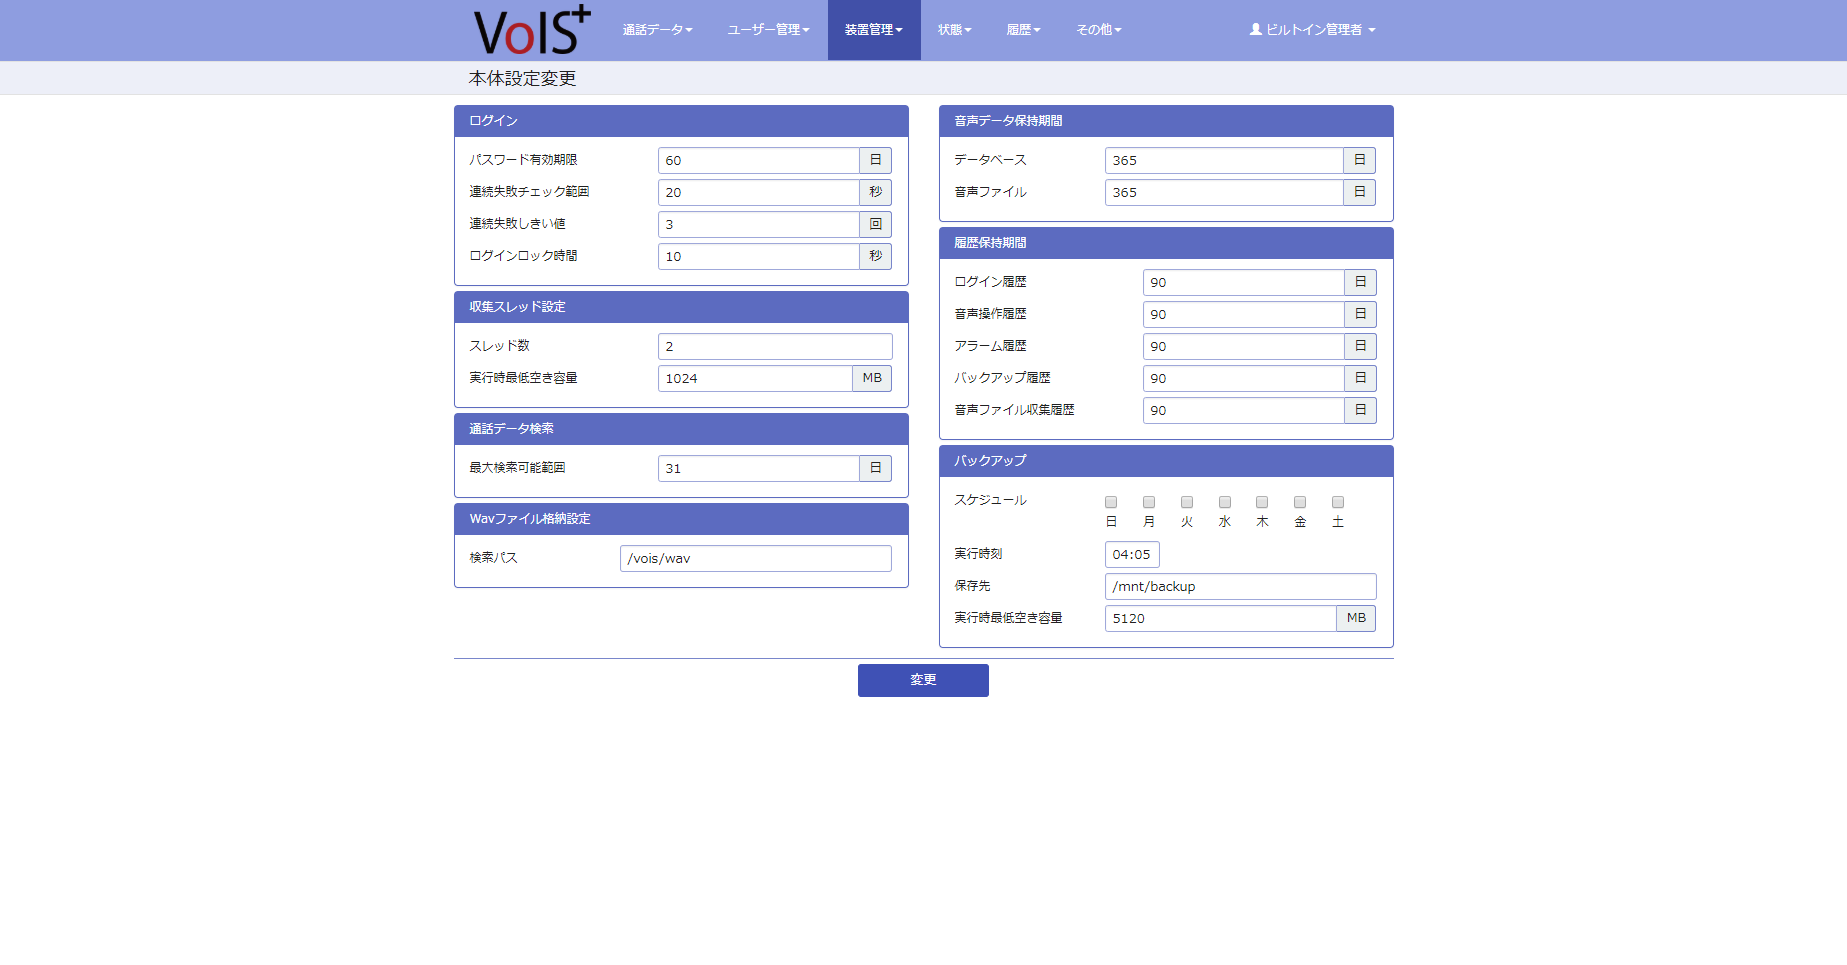 VoIS+
通話データ ユーザー管理 装置管理 状態 履歴 その他 ビルトイン管理者
本体設定変更
ログイン
パスワード有効期限 60 日
連続失敗チェック範囲 20 秒
連続失敗しきい値 3 回
ログインロック時間 10 秒
収集スレッド設定
スレッド数 2
実行時最低空き容量 1024 MB
通話データ検索
最大検索可能範囲 31 日
Wavファイル格納設定
検索パス /vois/wav
音声データ保持期間
データベース 365 日
音声ファイル 365 日
履歴保持期間
ログイン履歴 90 日
音声操作履歴 90 日
アラーム履歴 90 日
バックアップ履歴 90 日
音声ファイル収集履歴 90 日
バックアップ
スケジュール
日 月 火 水 木 金 土
実行時刻 04:05
保存先 /mnt/backup
実行時最低空き容量 5120 MB
変更